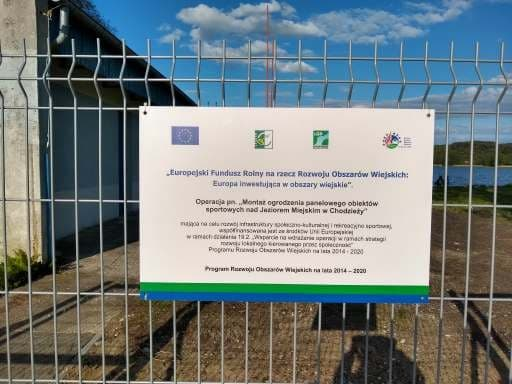 „Europejski Fundusz Rolny na rzecz Rozwoju Obszarów Wiejskich:
Europa inwestująca w obszary wiejskie".
Operacja pn. „Montaż ogrodzenia panelowego obiektów
sportowych nad Jeziorem Miejskim w Chodzieży"
mająca na celu rozwój infrastruktury społeczno-kulturalnej i rekreacyjno sportowej,
współfinansowana jest ze środków Unii Europejskiej
w ramach działania 19.2. „Wsparcie na wdrażanie operacji w ramach strategii
rozwoju lokalnego kierowanego przez społeczność"
Programu Rozwoju Obszarów Wiejskich na lata 2014 - 2020
Program Rozwoju Obszarów Wiejskich na lata 2014 – 2020